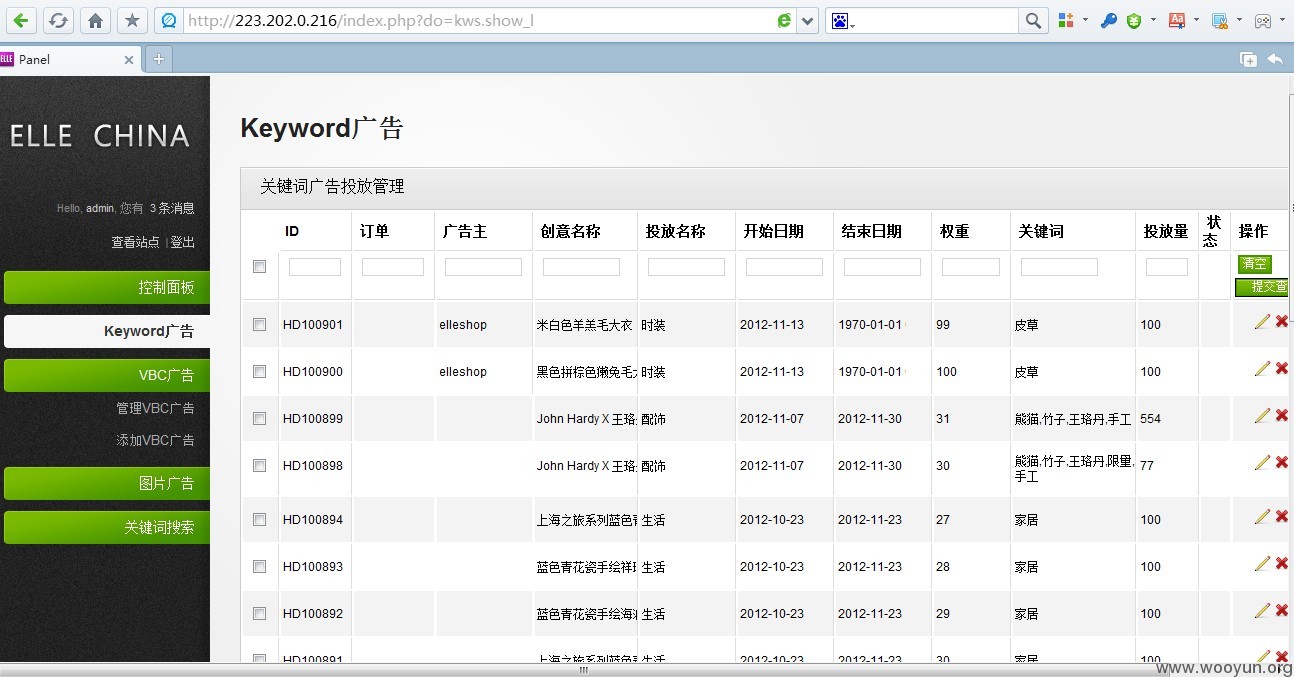 http://223.202.0.216/index.php?do=kws.show_l
ELLE Panel
ELLE CHINA
Hello, admin, 您有 3 条消息
查看站点 | 登出
控制面板
Keyword广告
VBC广告
管理VBC广告
添加VBC广告
图片广告
关键词搜索
Keyword广告
关键词广告投放管理
ID 订单 广告主 创意名称 投放名称 开始日期 结束日期 权重 关键词 投放量 状态 操作
清空
提交查
HD100901 elleshop 米白色羊羔毛大衣 时装 2012-11-13 1970-01-01 99 皮草 100
HD100900 elleshop 黑色拼棕色獭兔毛 时装 2012-11-13 1970-01-01 100 皮草 100
HD100899 John Hardy X 王珞 配饰 2012-11-07 2012-11-30 31 熊猫,竹子,王珞丹,手工 554
HD100898 John Hardy X 王珞 配饰 2012-11-07 2012-11-30 30 熊猫,竹子,王珞丹,限量,手工 77
HD100894 上海之旅系列蓝色 生活 2012-10-23 2012-11-23 27 家居 100
HD100893 蓝色青花瓷手绘祥 生活 2012-10-23 2012-11-23 28 家居 100
HD100892 蓝色青花瓷手绘海 生活 2012-10-23 2012-11-23 29 家居 100
HD100891 上海之旅系列蓝色 生活 2012-10-23 2012-11-23 30 家居 100
www.wooyun.org